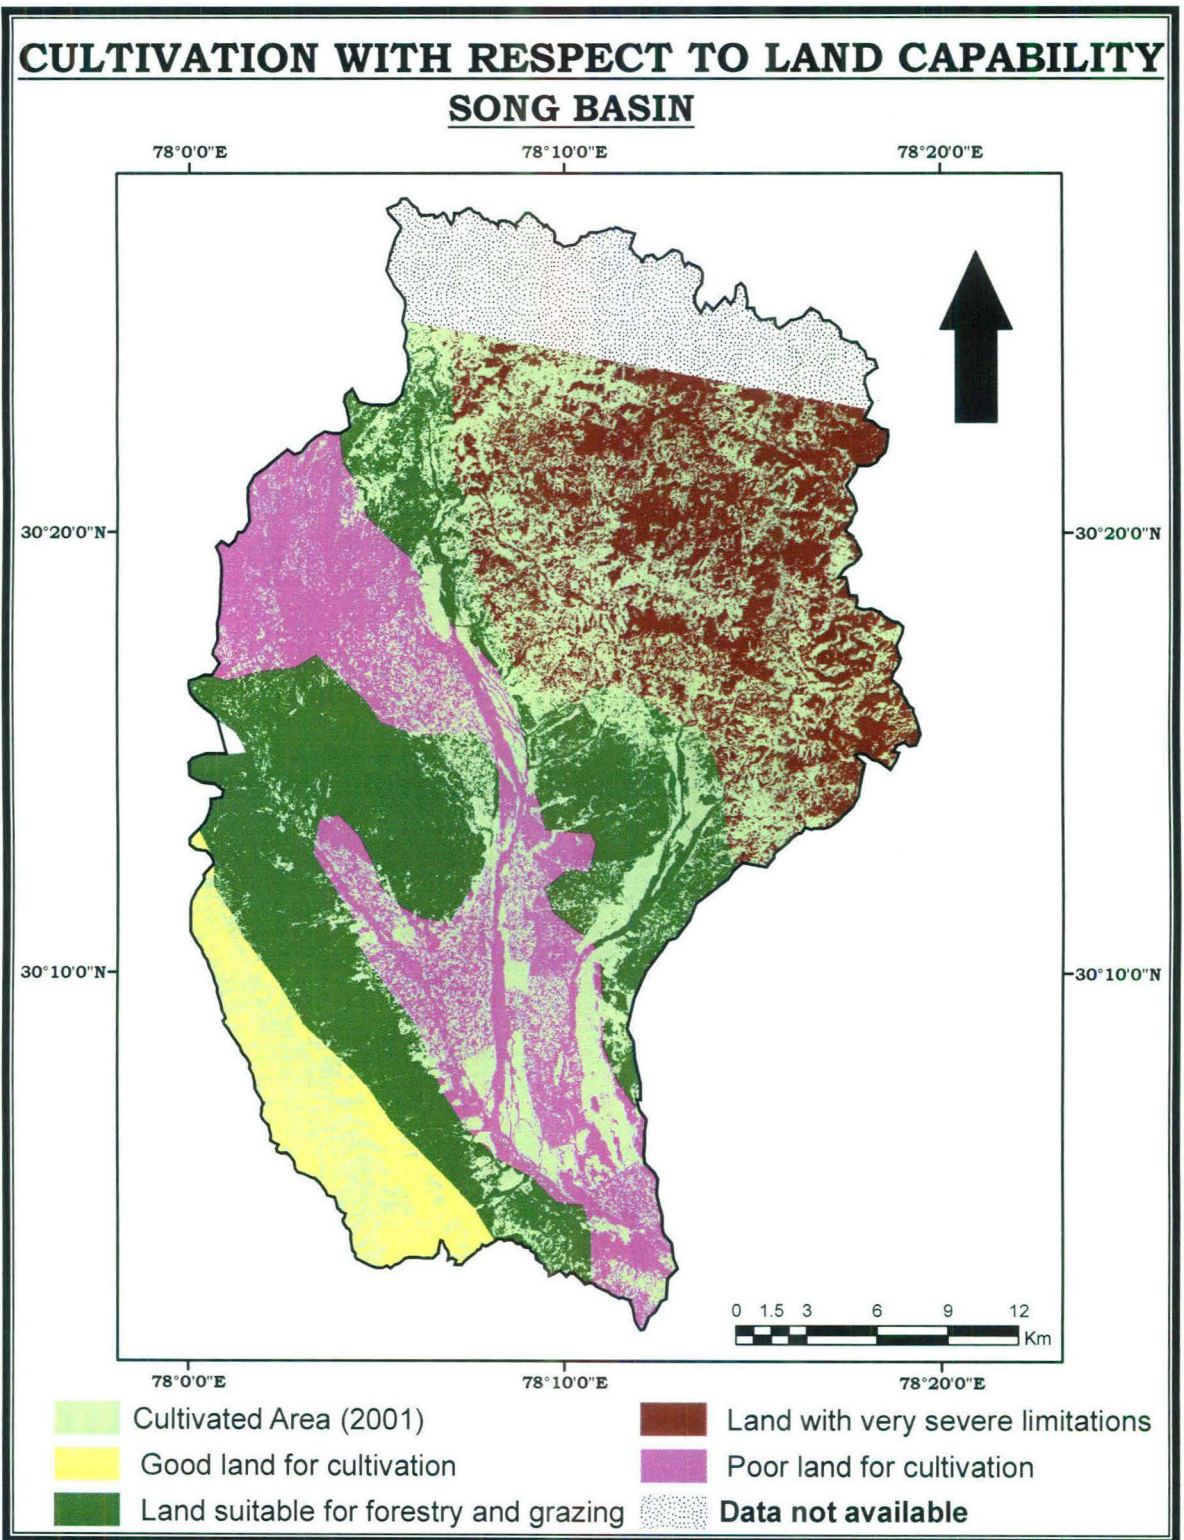 CULTIVATION WITH RESPECT TO LAND CAPABILITY
SONG BASIN
78°0'0"E 78°10'0"E 78°20'0"E
30°20'0"N 30°20'0"N
30°10'0"N 30°10'0"N
0 1.5 3 6 9 12
Km
78°0'0"E 78°10'0"E 78°20'0"E
Cultivated Area (2001) Land with very severe limitations
Good land for cultivation Poor land for cultivation
Land suitable for forestry and grazing Data not available